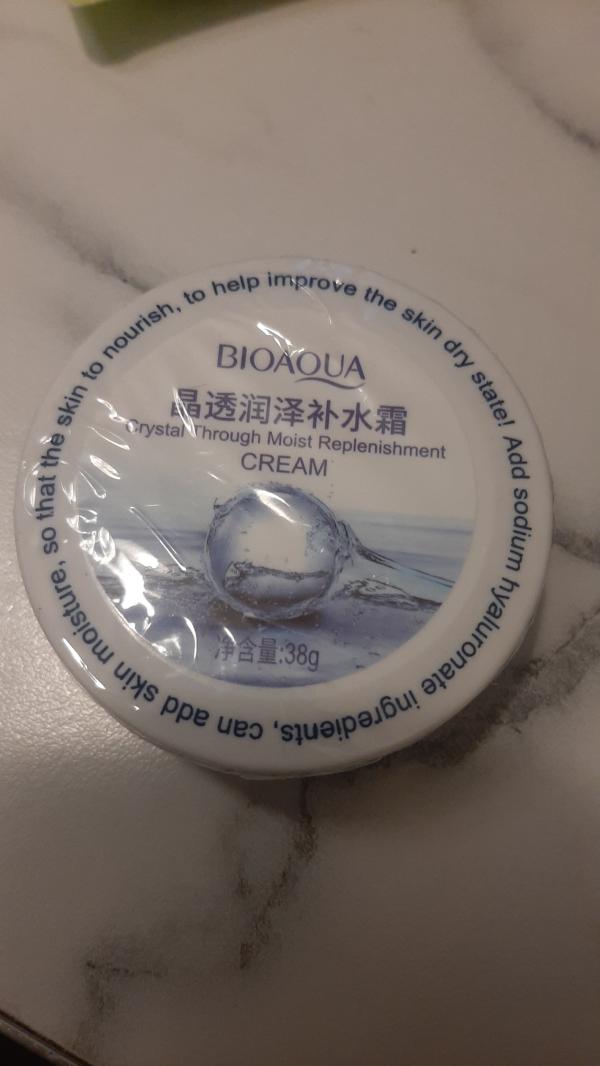 BIOAQUA
晶透润泽补水霜
Crystal Through Moist Replenishment
CREAM
净含量:38g
Add sodium hyaluronate ingredients, can add skin moisture, so that the skin to nourish, to help improve the skin dry state!